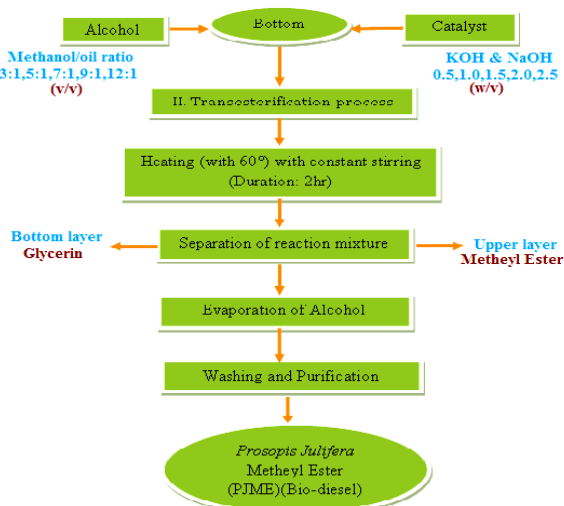 Alcohol
Bottom
Catalyst
Methanol/oil ratio
3:1,5:1,7:1,9:1,12:1
(v/v)
KOH & NaOH
0.5,1.0,1.5,2.0,2.5
(w/v)
II. Transesterification process
Heating (with 60°) with constant stirring
(Duration: 2hr)
Bottom layer
Glycerin
Separation of reaction mixture
Upper layer
Metheyl Ester
Evaporation of Alcohol
Washing and Purification
Prosopis Julifera
Metheyl Ester
(PJME)(Bio-diesel)